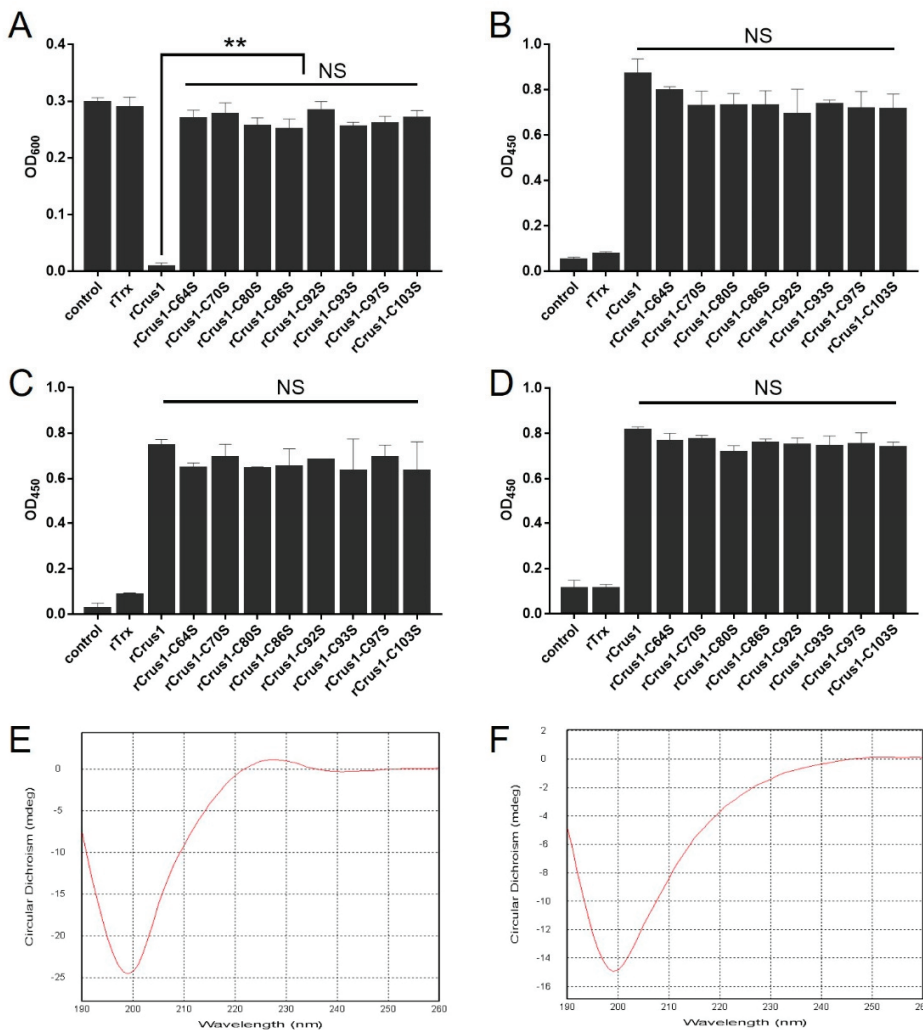 A
**
NS
OD600
0.4
0.3
0.2
0.1
0.0
control
rTrx
rCrus1
rCrus1-C64S
rCrus1-C70S
rCrus1-C80S
rCrus1-C86S
rCrus1-C92S
rCrus1-C93S
rCrus1-C97S
rCrus1-C103S
B
NS
OD450
1.0
0.8
0.6
0.4
0.2
0.0
control
rTrx
rCrus1
rCrus1-C64S
rCrus1-C70S
rCrus1-C80S
rCrus1-C86S
rCrus1-C92S
rCrus1-C93S
rCrus1-C97S
rCrus1-C103S
C
NS
OD450
1.0
0.8
0.6
0.4
0.2
0.0
control
rTrx
rCrus1
rCrus1-C64S
rCrus1-C70S
rCrus1-C80S
rCrus1-C86S
rCrus1-C92S
rCrus1-C93S
rCrus1-C97S
rCrus1-C103S
D
NS
OD450
1.0
0.8
0.6
0.4
0.2
0.0
control
rTrx
rCrus1
rCrus1-C64S
rCrus1-C70S
rCrus1-C80S
rCrus1-C86S
rCrus1-C92S
rCrus1-C93S
rCrus1-C97S
rCrus1-C103S
E
Circular Dichroism (mdeg)
0
-5
-10
-15
-20
-25
190 200 210 220 230 240 250 260
Wavelength (nm)
F
Circular Dichroism (mdeg)
2
0
-2
-4
-6
-8
-10
-12
-14
-16
190 200 210 220 230 240 250 260
Wavelength (nm)